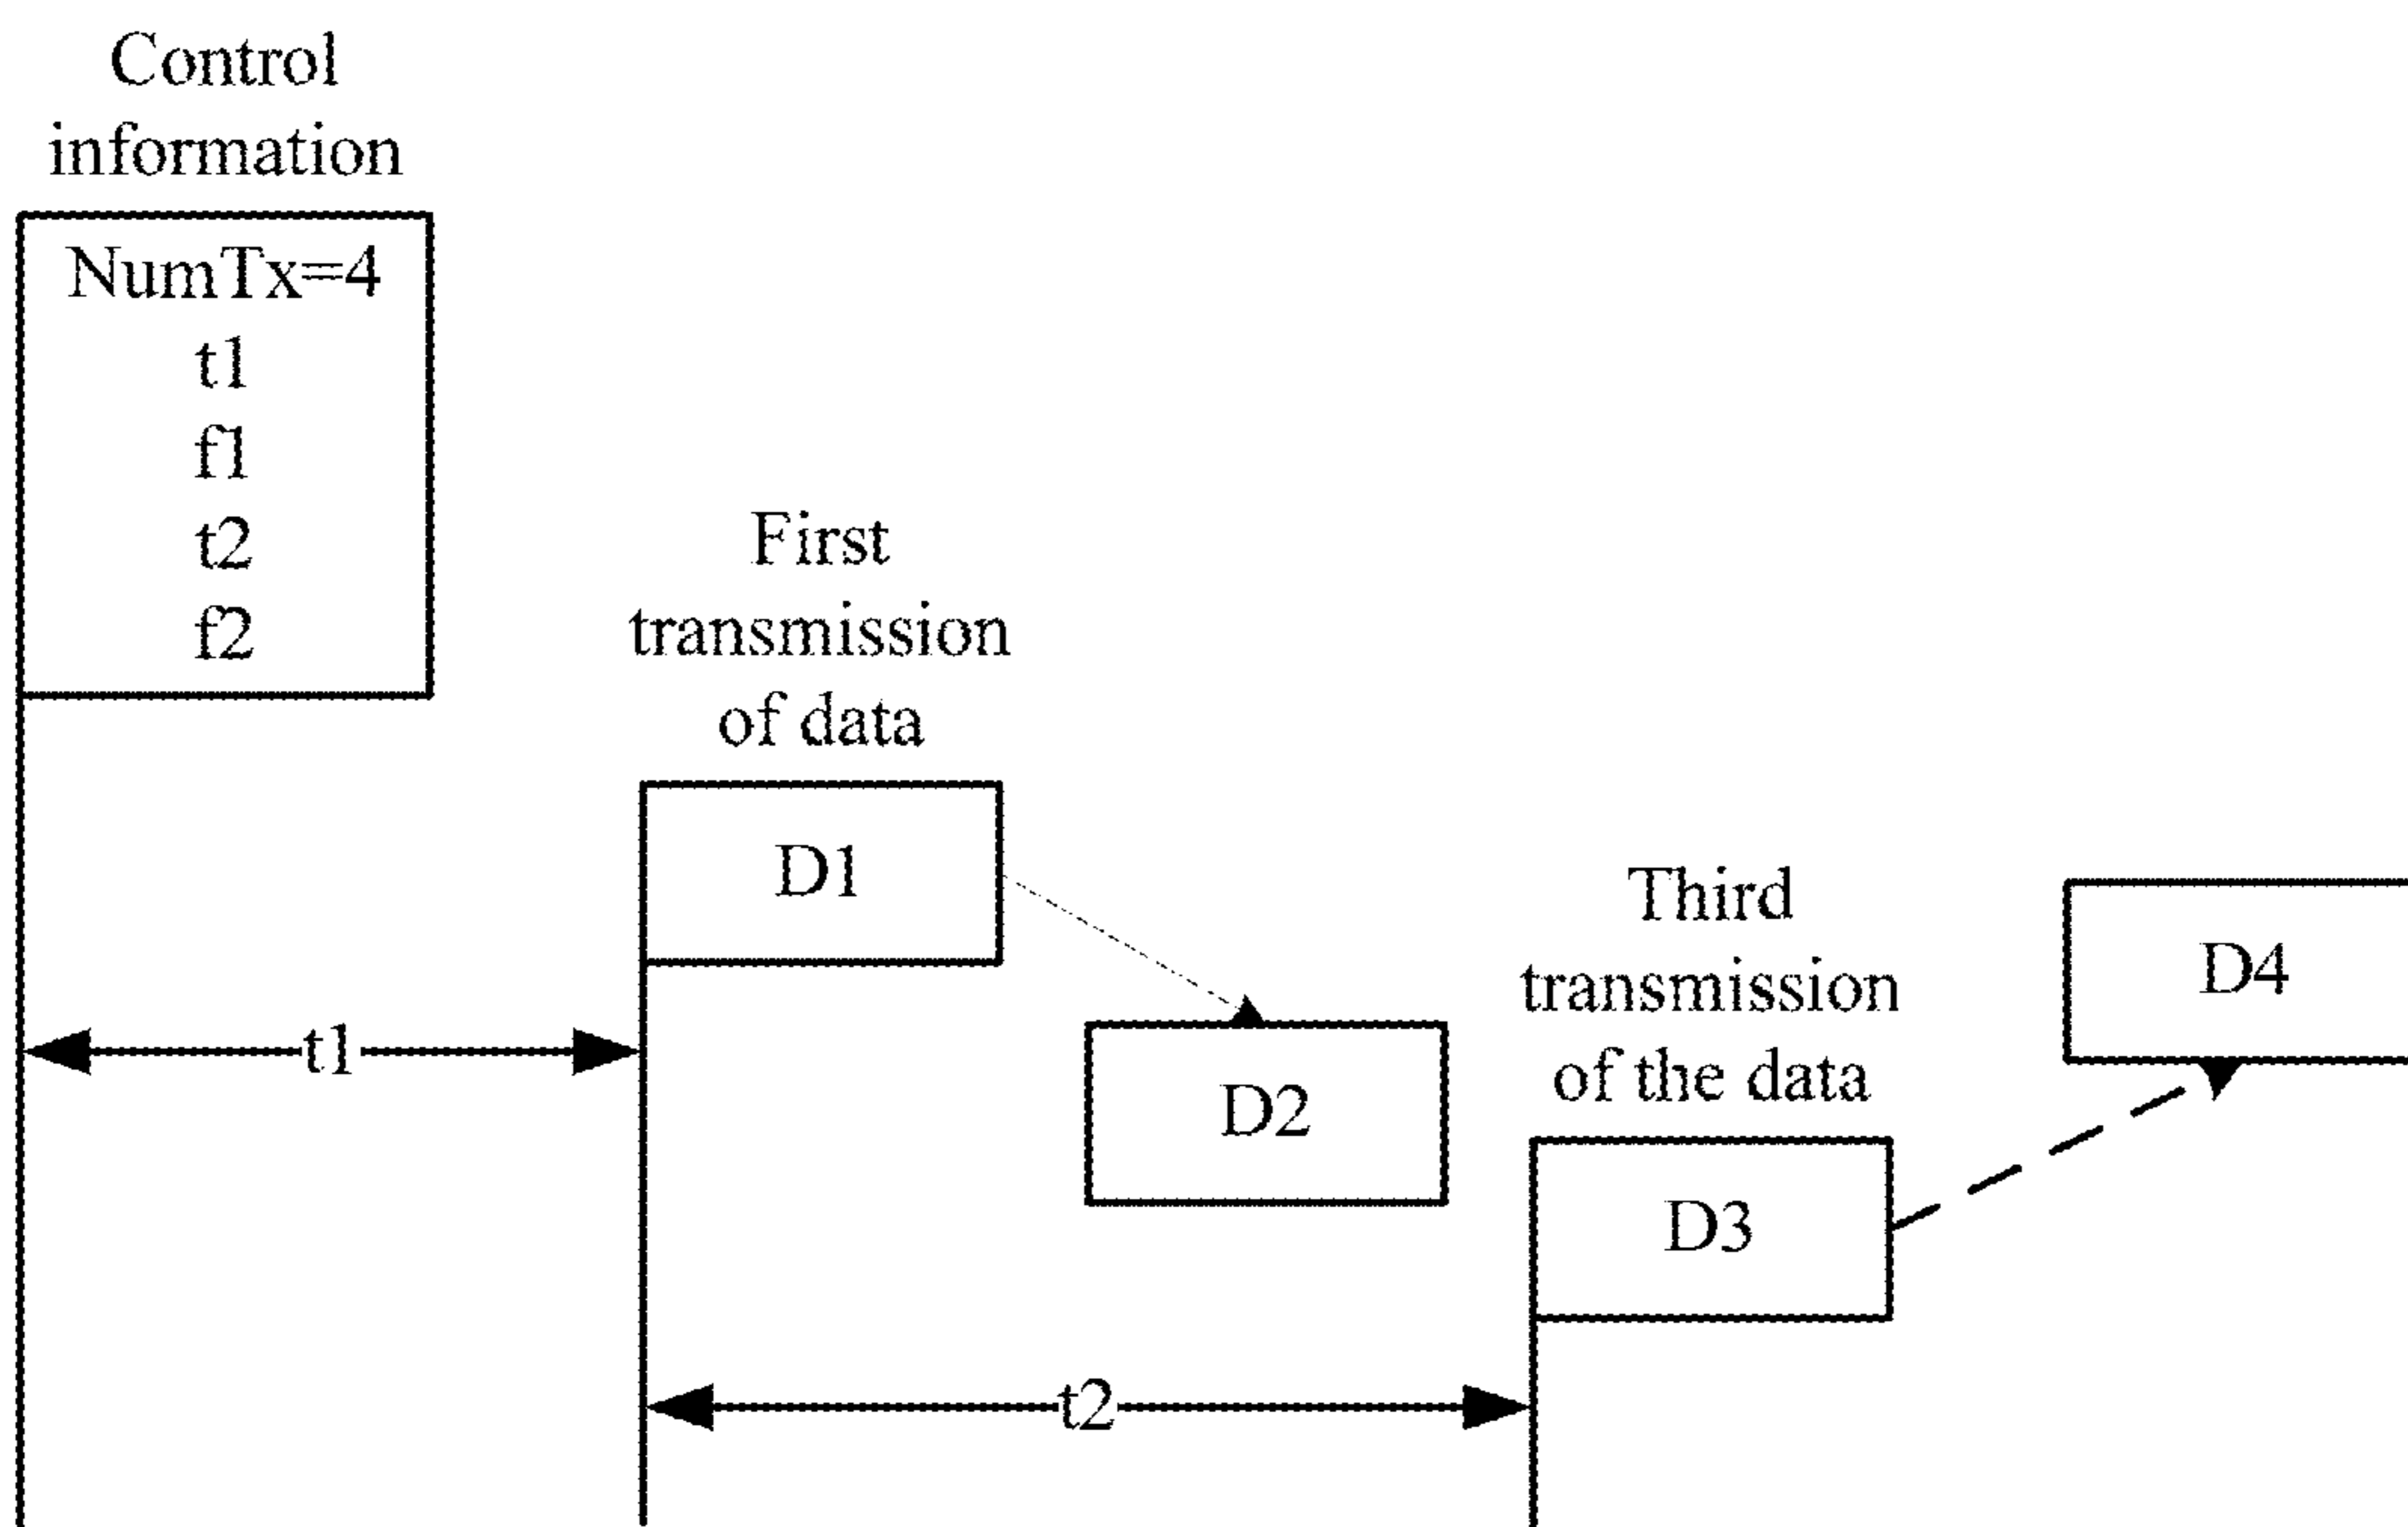 Control
information
NumTx=4
t1
f1
t2
f2
First
transmission
of data
D1
t1
D2
Third
transmission
of the data
D3
D4
t2